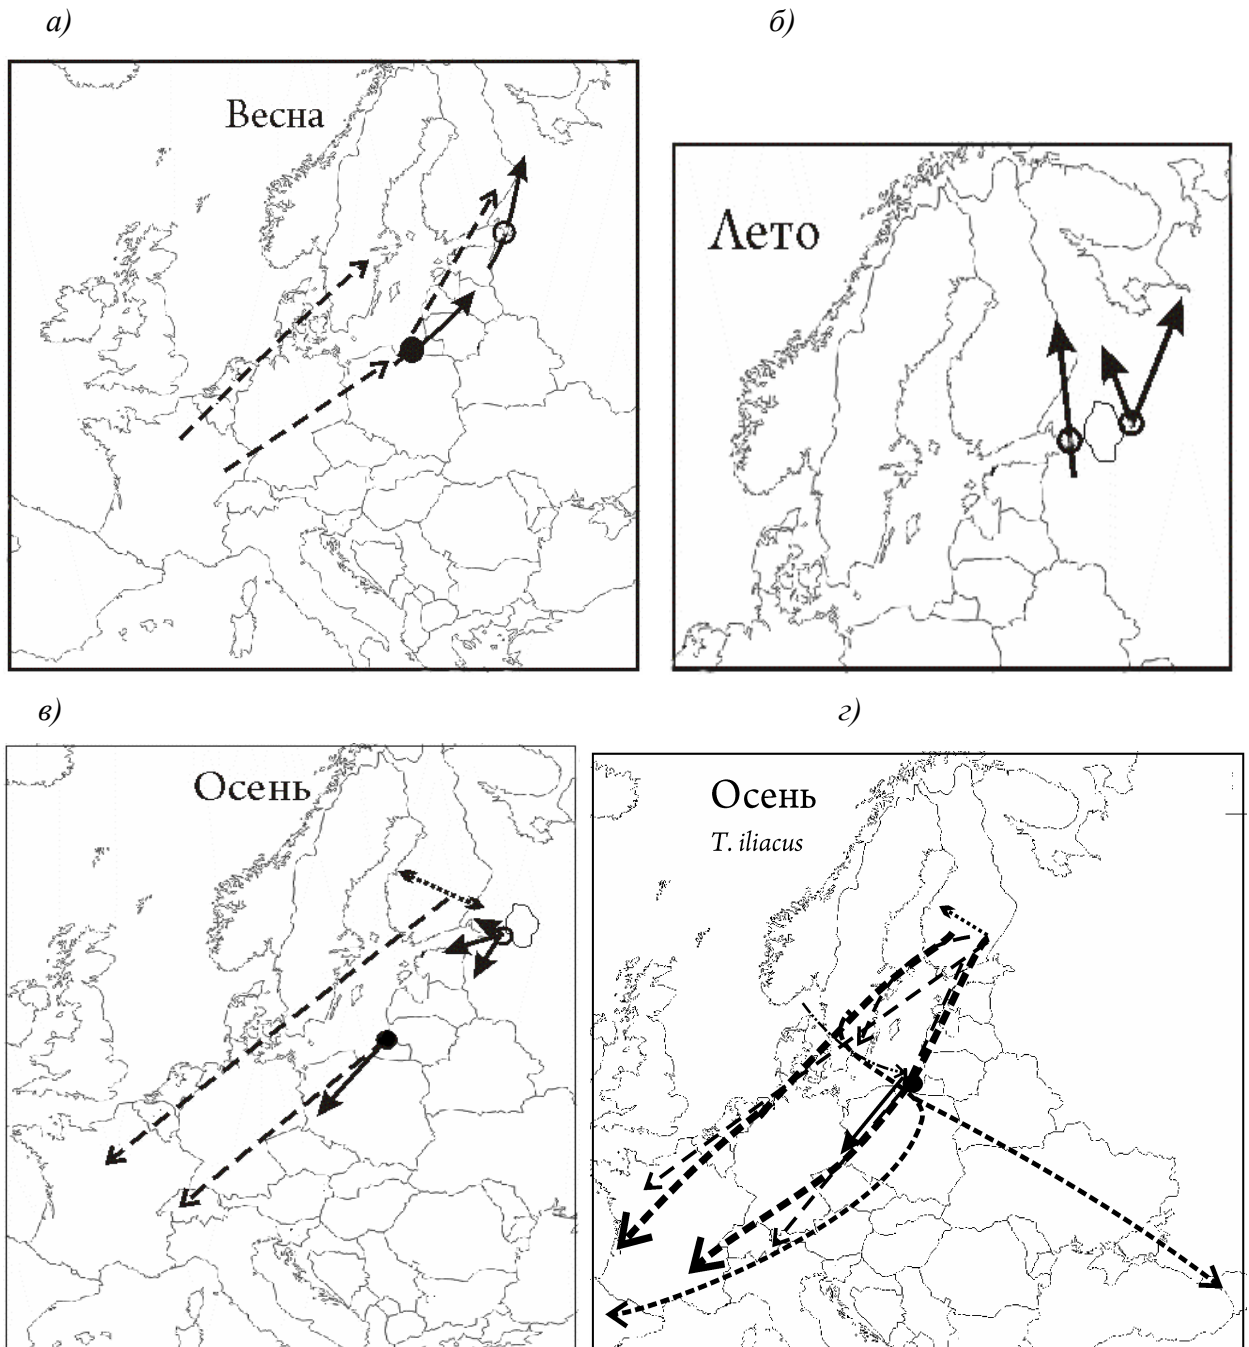 а)
б)
Весна
Лето
в)
г)
Осень
Осень
T. iliacus